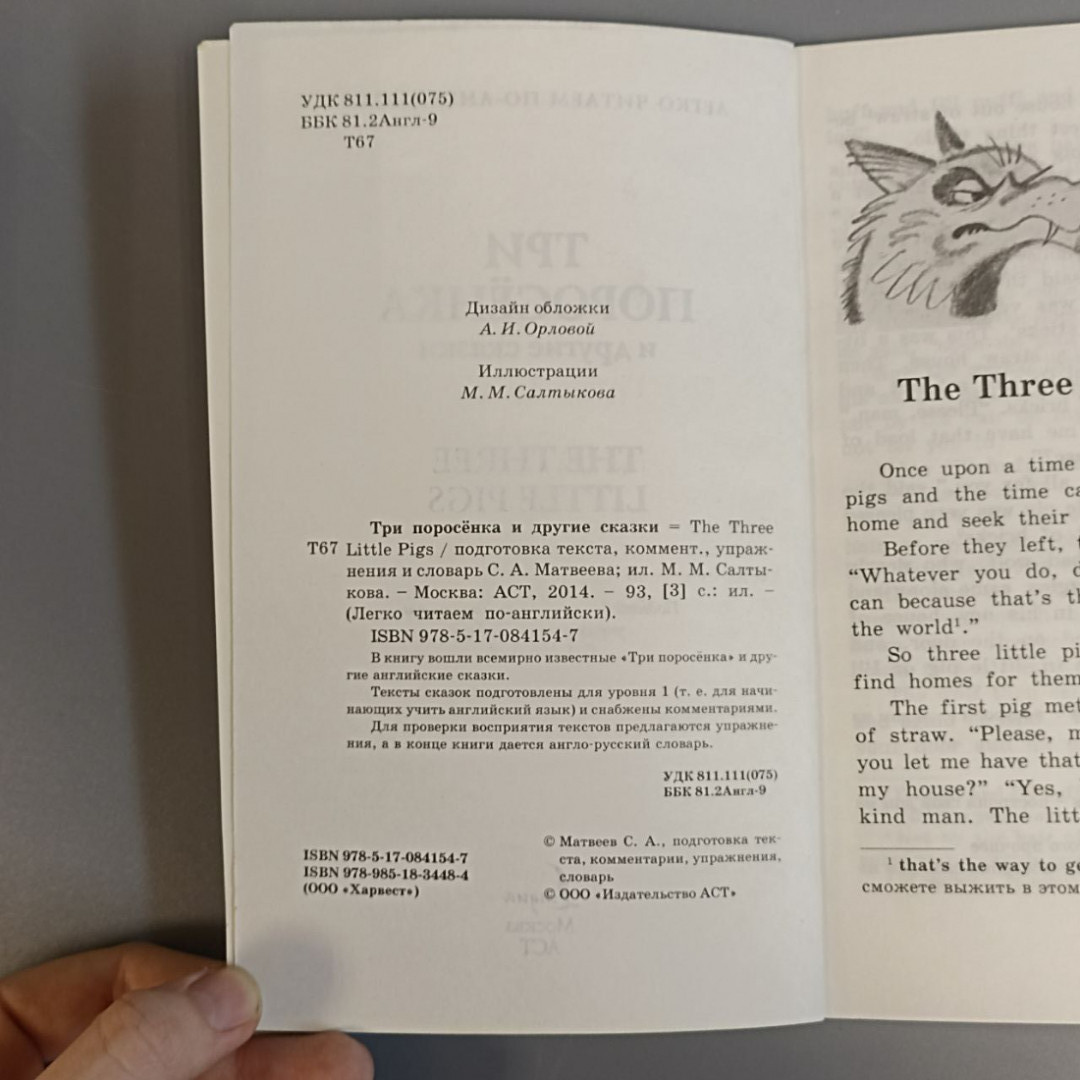 УДК 811.111(075)
ББК 81.2Англ-9
Т67
Дизайн обложки
А. И. Орловой
Иллюстрации
М. М. Салтыкова
Три поросёнка и другие сказки = The Three
Т67 Little Pigs / подготовка текста, коммент., упраж-
нения и словарь С. А. Матвеева; ил. М. М. Салты-
кова. – Москва: АСТ, 2014. – 93, [3] с.: ил. –
(Легко читаем по-английски).
ISBN 978-5-17-084154-7
В книгу вошли всемирно известные «Три поросёнка» и дру-
гие английские сказки.
Тексты сказок подготовлены для уровня 1 (т. е. для начи-
нающих учить английский язык) и снабжены комментариями.
Для проверки восприятия текстов предлагаются упражне-
ния, а в конце книги дается англо-русский словарь.
УДК 811.111(075)
ББК 81.2Англ-9
ISBN 978-5-17-084154-7
ISBN 978-985-18-3448-4
(ООО «Харвест»)
© Матвеев С. А., подготовка тек-
ста, комментарии, упражнения,
словарь
© ООО «Издательство АСТ»
The Three
Once upon a time
pigs and the time
home and seek their
Before they left,
“Whatever you do,
can because that's
the world¹.”
So three little
find homes for them
The first pig met
of straw. “Please,
you let me have that
my house?” “Yes,
kind man. The
¹ that's the way to
сможете выжить в этом